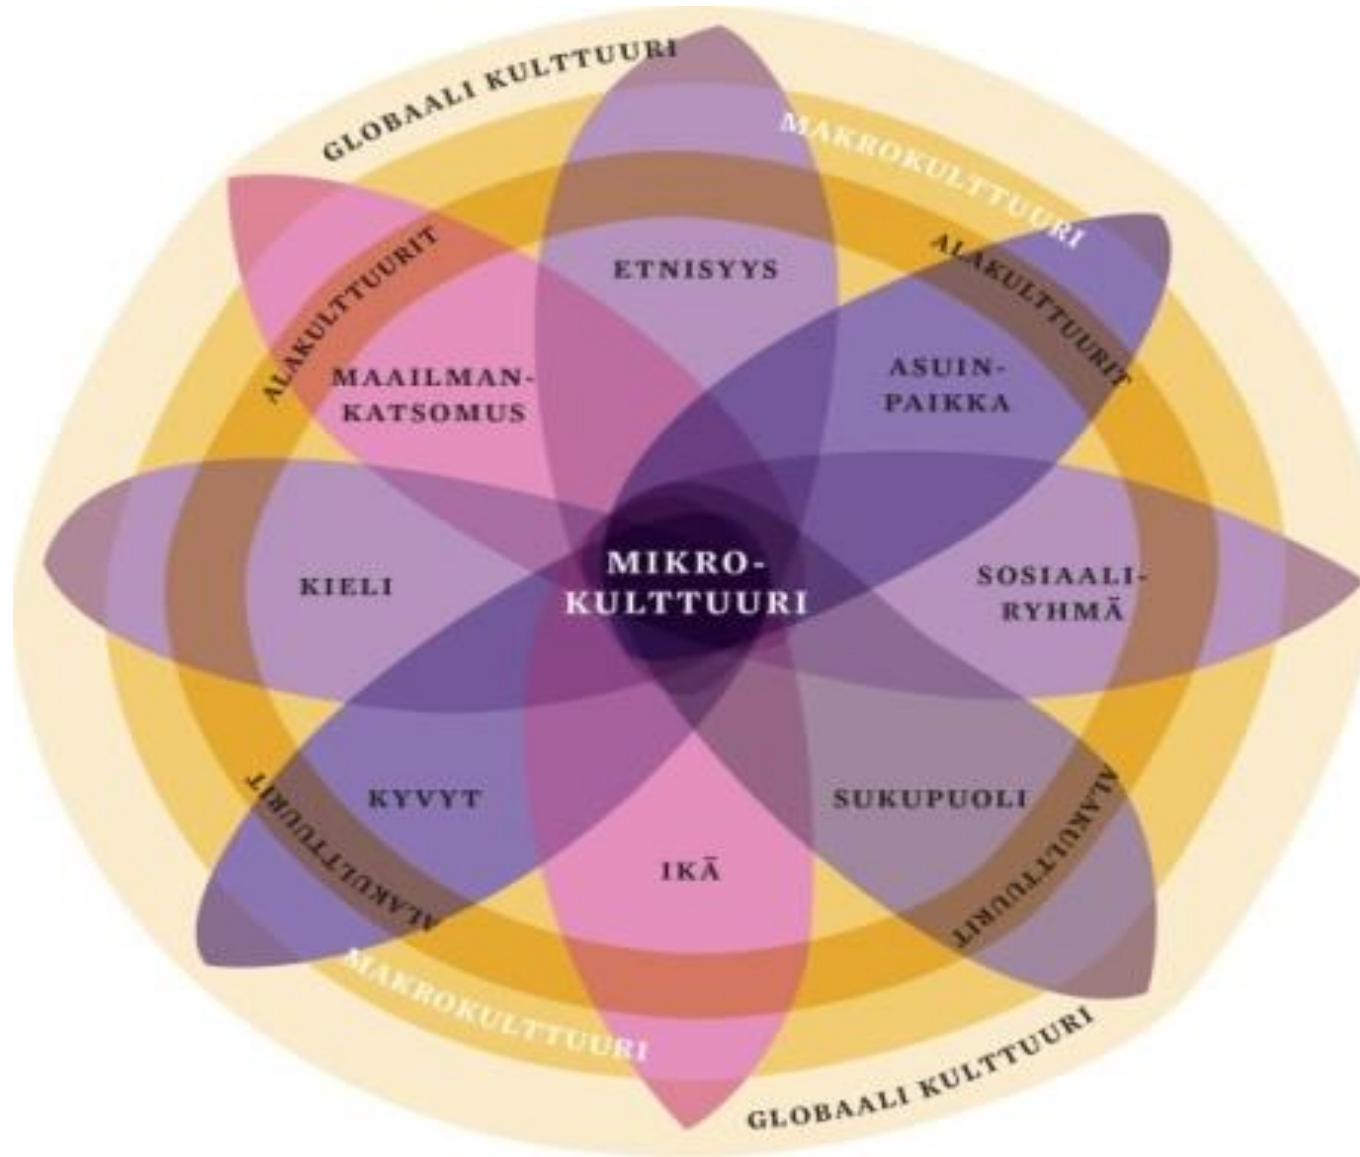 GLOBAALI KULTTUURI
MAKROKULTTUURI
ALAKULTTUURIT
ALAKULTTUURIT
ETNISYYS
MAAILMAN-
KATSOMUS
ASUIN-
PAIKKA
KIELI
MIKRO-
KULTTUURI
SOSIAALI-
RYHMÄ
KYVYT
SUKUPUOLI
IKÄ
ALAKULTTUURIT
ALAKULTTUURIT
MAKROKULTTUURI
GLOBAALI KULTTUURI